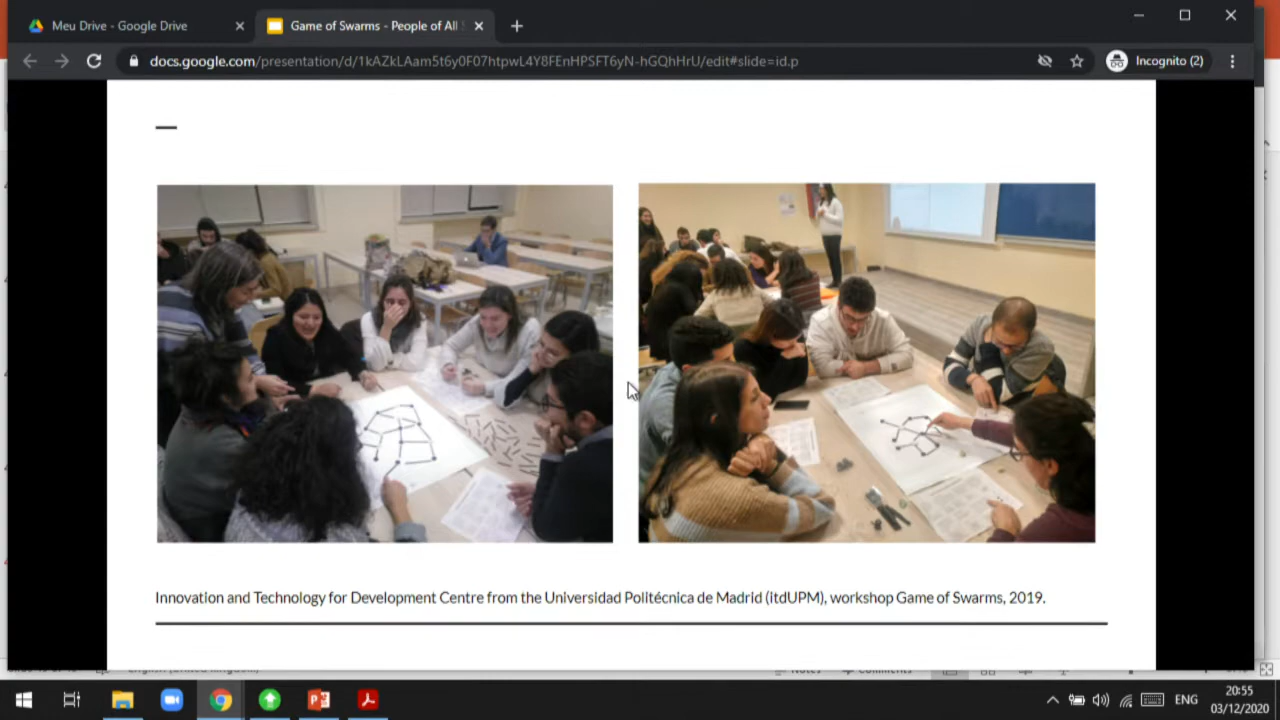 Meu Drive - Google Drive
Game of Swarms - People of All
docs.google.com/presentation/d/1kAZkLAam5t6y0F07htpwL4Y8FEnHPSFT6yN-hGQhHrU/edit#slide=id.p
Incognito (2)
Innovation and Technology for Development Centre from the Universidad Politécnica de Madrid (itdUPM), workshop Game of Swarms, 2019.
ENG
20:55
03/12/2020